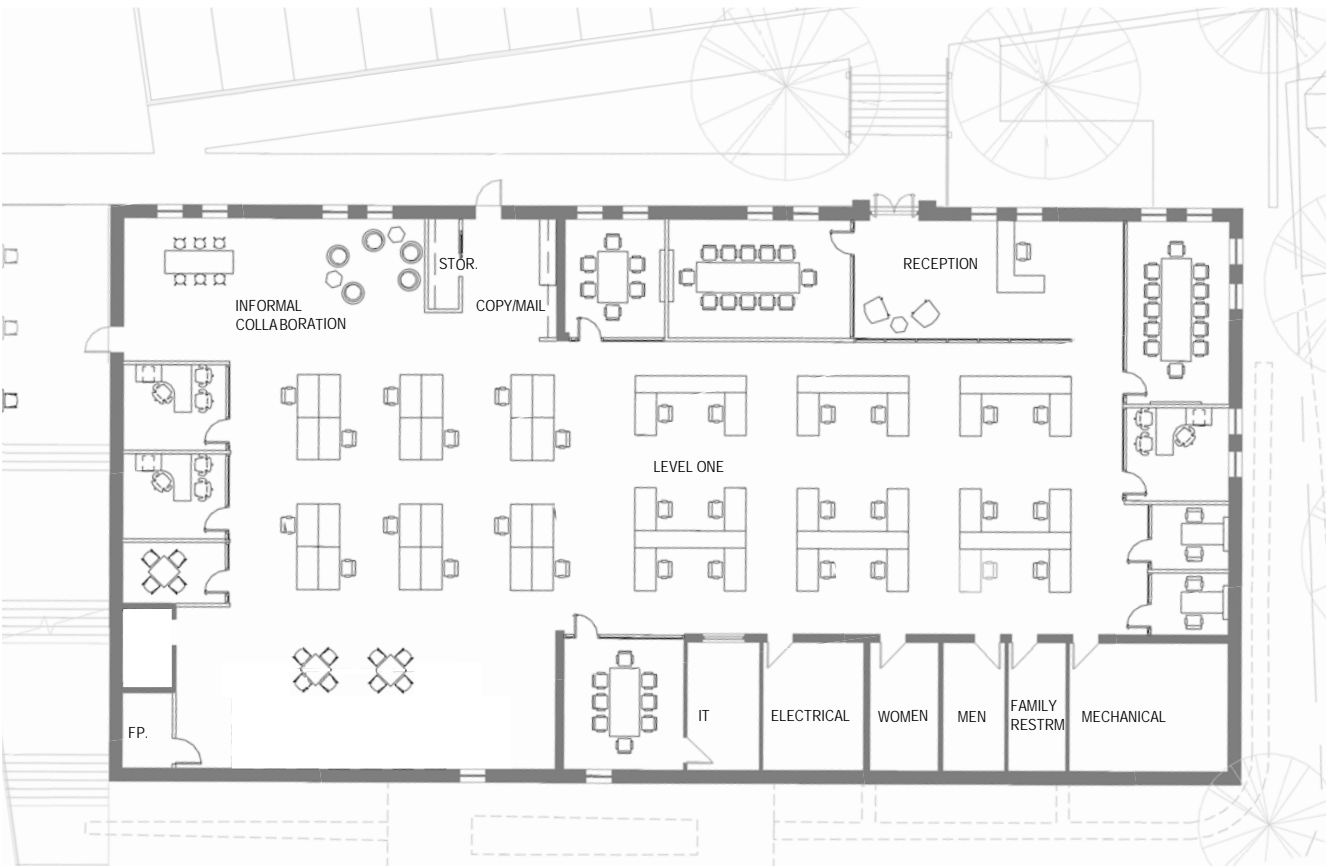 STOR.
RECEPTION
INFORMAL
COLLABORATION
COPY/MAIL
LEVEL ONE
FP.
IT
ELECTRICAL
WOMEN
MEN
FAMILY
RESTRM
MECHANICAL